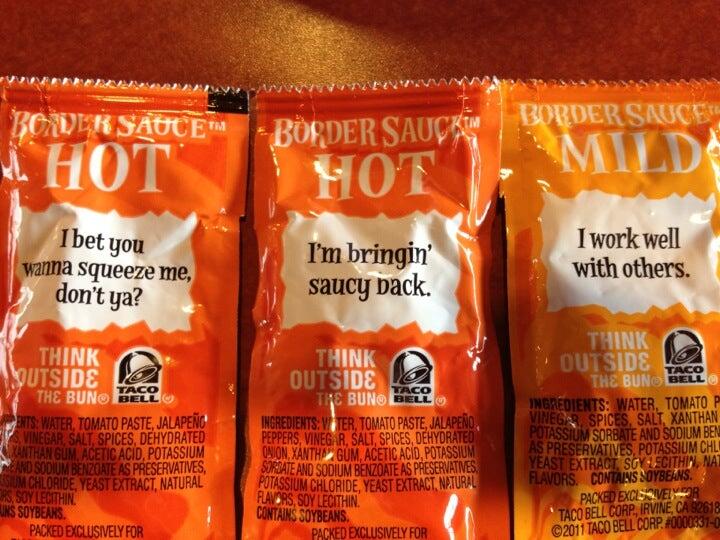 BORDER SAUCE™
HOT
I bet you
wanna squeeze me,
don't ya?
THINK
OUTSIDE
THE BUN®
TACO
BELL®
WATER, TOMATO PASTE, JALAPEÑO
VINEGAR, SALT, SPICES, DEHYDRATED
XANTHAN GUM, ACETIC ACID, POTASSIUM
AND SODIUM BENZOATE AS PRESERVATIVES,
CHLORIDE, YEAST EXTRACT, NATURAL
SOY LECITHIN.
SOYBEANS.
PACKED EXCLUSIVELY FOR
BORDER SAUCE™
HOT
I'm bringin'
saucy back.
THINK
OUTSIDE
THE BUN®
TACO
BELL®
INGREDIENTS: WATER, TOMATO PASTE, JALAPEÑO
PEPPERS, VINEGAR, SALT, SPICES, DEHYDRATED
ONION, XANTHAN GUM, ACETIC ACID, POTASSIUM
SORBATE AND SODIUM BENZOATE AS PRESERVATIVES,
POTASSIUM CHLORIDE, YEAST EXTRACT, NATURAL
FLAVORS, SOY LECITHIN.
CONTAINS SOYBEANS.
PACKED EXCLUSIVELY FOR
BORDER SAUCE
MILD
I work well
with others.
THINK
OUTSIDE
THE BUN®
TACO
BELL®
INGREDIENTS: WATER, TOMATO
VINEGAR, SPICES, SALT, XANTHAN
POTASSIUM SORBATE AND SODIUM
AS PRESERVATIVES, POTASSIUM
YEAST EXTRACT, SOY LECITHIN,
FLAVORS. CONTAINS SOYBEANS.
PACKED EXCLUSIVELY FOR
TACO BELL CORP., IRVINE, CA 92618
©2011 TACO BELL CORP.